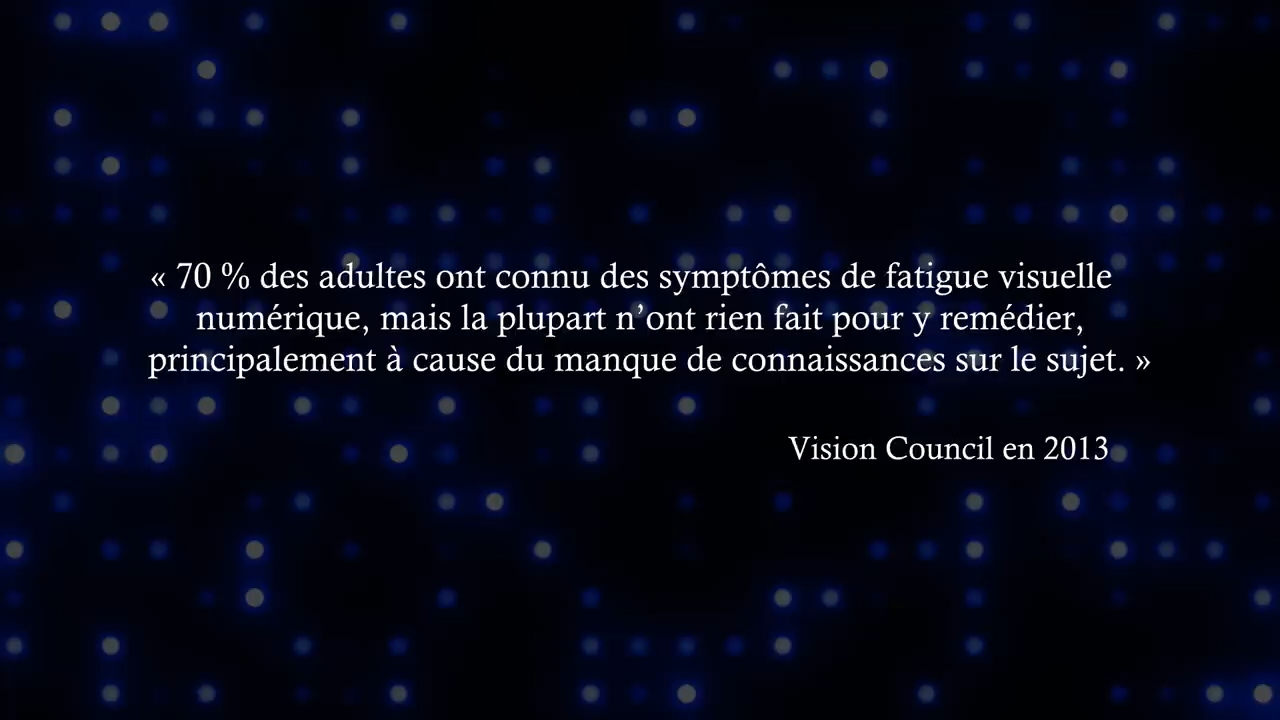 « 70 % des adultes ont connu des symptômes de fatigue visuelle
numérique, mais la plupart n’ont rien fait pour y remédier,
principalement à cause du manque de connaissances sur le sujet. »
Vision Council en 2013